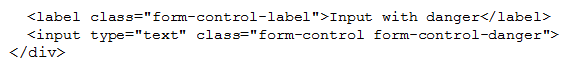 <label class="form-control-label">Input with danger</label>
<input type="text" class="form-control form-control-danger">
</div>